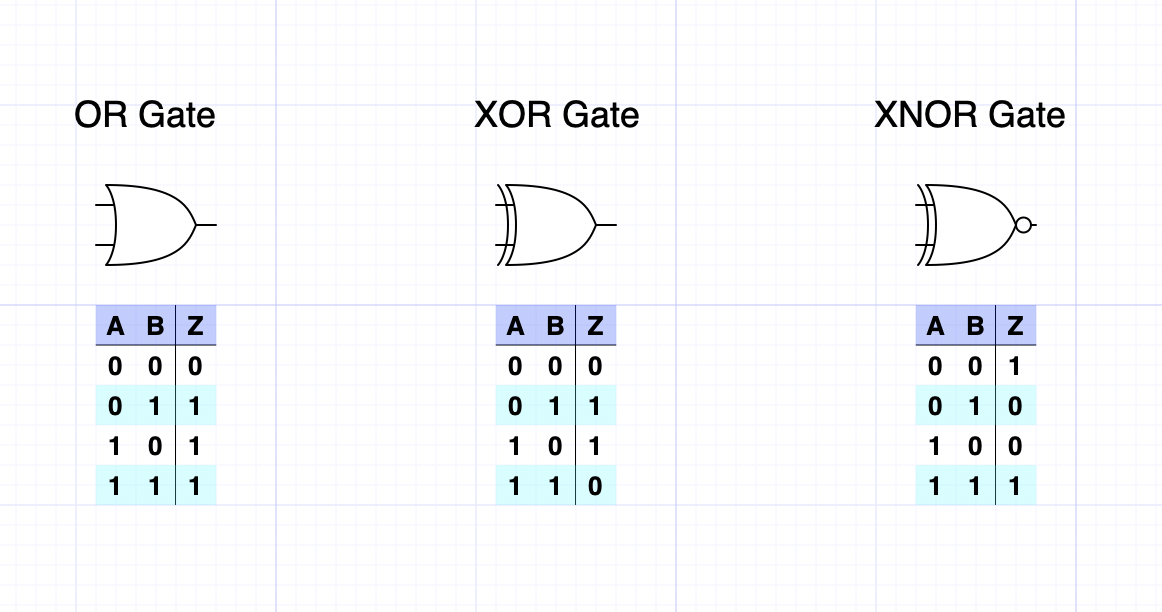 OR Gate
XOR Gate
XNOR Gate
A B Z
0 0 0
0 1 1
1 0 1
1 1 1
A B Z
0 0 0
0 1 1
1 0 1
1 1 0
A B Z
0 0 1
0 1 0
1 0 0
1 1 1